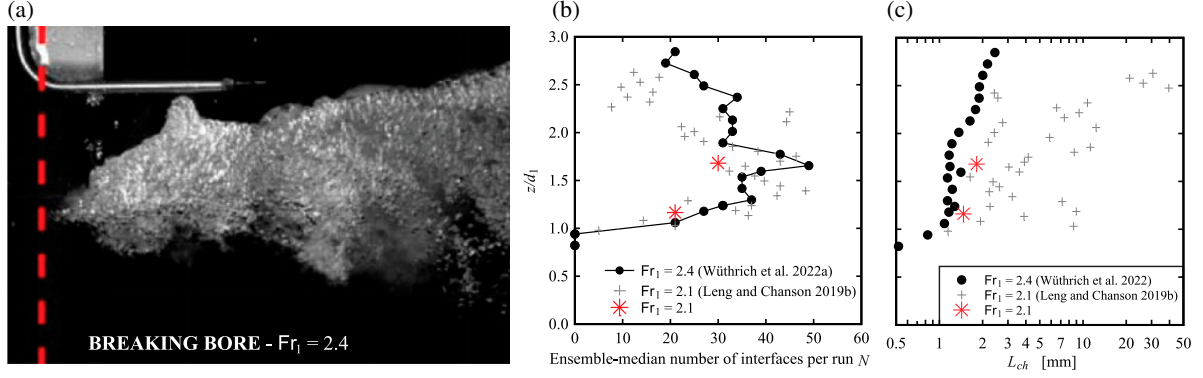 (a)
BREAKING BORE - Fr1 = 2.4
(b)
3.0
2.5
2.0
1.5
1.0
0.5
0
z/d1
0 10 20 30 40 50 60
Ensemble-median number of interfaces per run N
Fr1 = 2.4 (Wüthrich et al. 2022a)
Fr1 = 2.1 (Leng and Chanson 2019b)
Fr1 = 2.1
(c)
Fr1 = 2.4 (Wüthrich et al. 2022)
Fr1 = 2.1 (Leng and Chanson 2019b)
Fr1 = 2.1
0.5 1 2 3 4 5 10 20 30 50
Lch [mm]